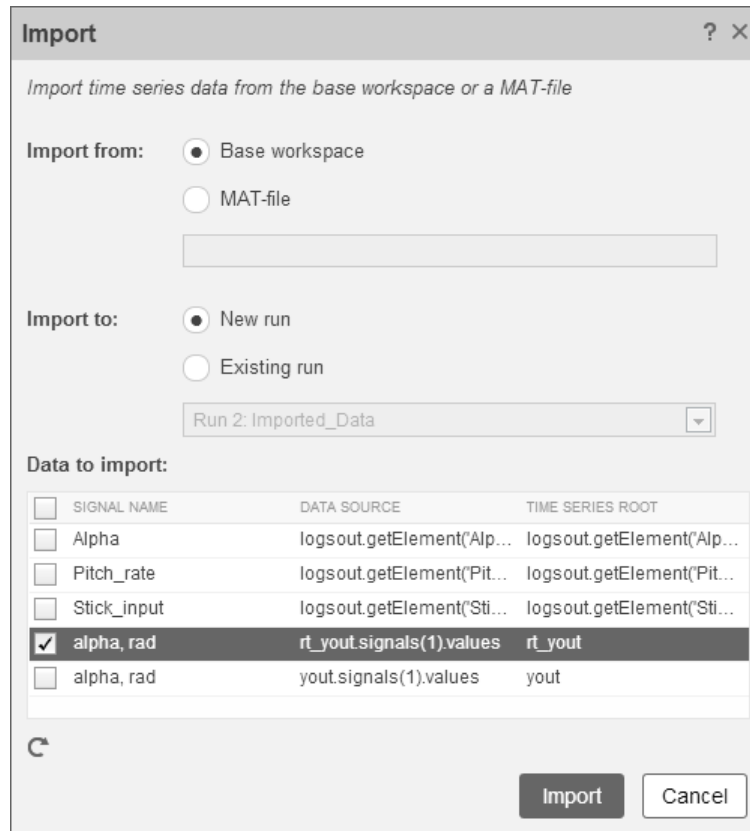 Import ? ×
Import time series data from the base workspace or a MAT-file
Import from: Base workspace
MAT-file
Import to: New run
Existing run
Run 2: Imported_Data
Data to import:
SIGNAL NAME DATA SOURCE TIME SERIES ROOT
Alpha logsout.getElement('Alp... logsout.getElement('Alp...
Pitch_rate logsout.getElement('Pit... logsout.getElement('Pit...
Stick_input logsout.getElement('Sti... logsout.getElement('Sti...
alpha, rad rt_yout.signals(1).values rt_yout
alpha, rad yout.signals(1).values yout
Import Cancel